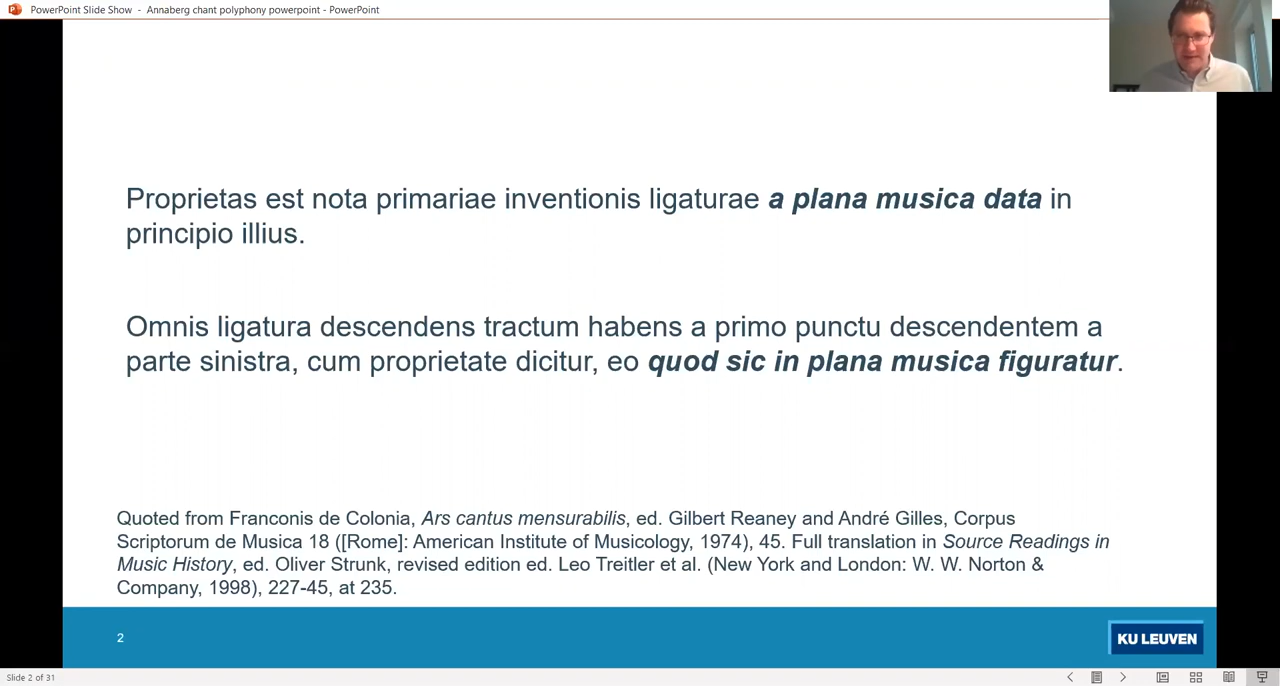 PowerPoint Slide Show - Annaberg chant polyphony powerpoint - PowerPoint
Proprietas est nota primariae inventionis ligaturae a plana musica data in
principio illius.
Omnis ligatura descendens tractum habens a primo punctu descendentem a
parte sinistra, cum proprietate dicitur, eo quod sic in plana musica figuratur.
Quoted from Franconis de Colonia, Ars cantus mensurabilis, ed. Gilbert Reaney and André Gilles, Corpus
Scriptorum de Musica 18 ([Rome]: American Institute of Musicology, 1974), 45. Full translation in Source Readings in
Music History, ed. Oliver Strunk, revised edition ed. Leo Treitler et al. (New York and London: W. W. Norton &
Company, 1998), 227-45, at 235.
2
KU LEUVEN
Slide 2 of 31